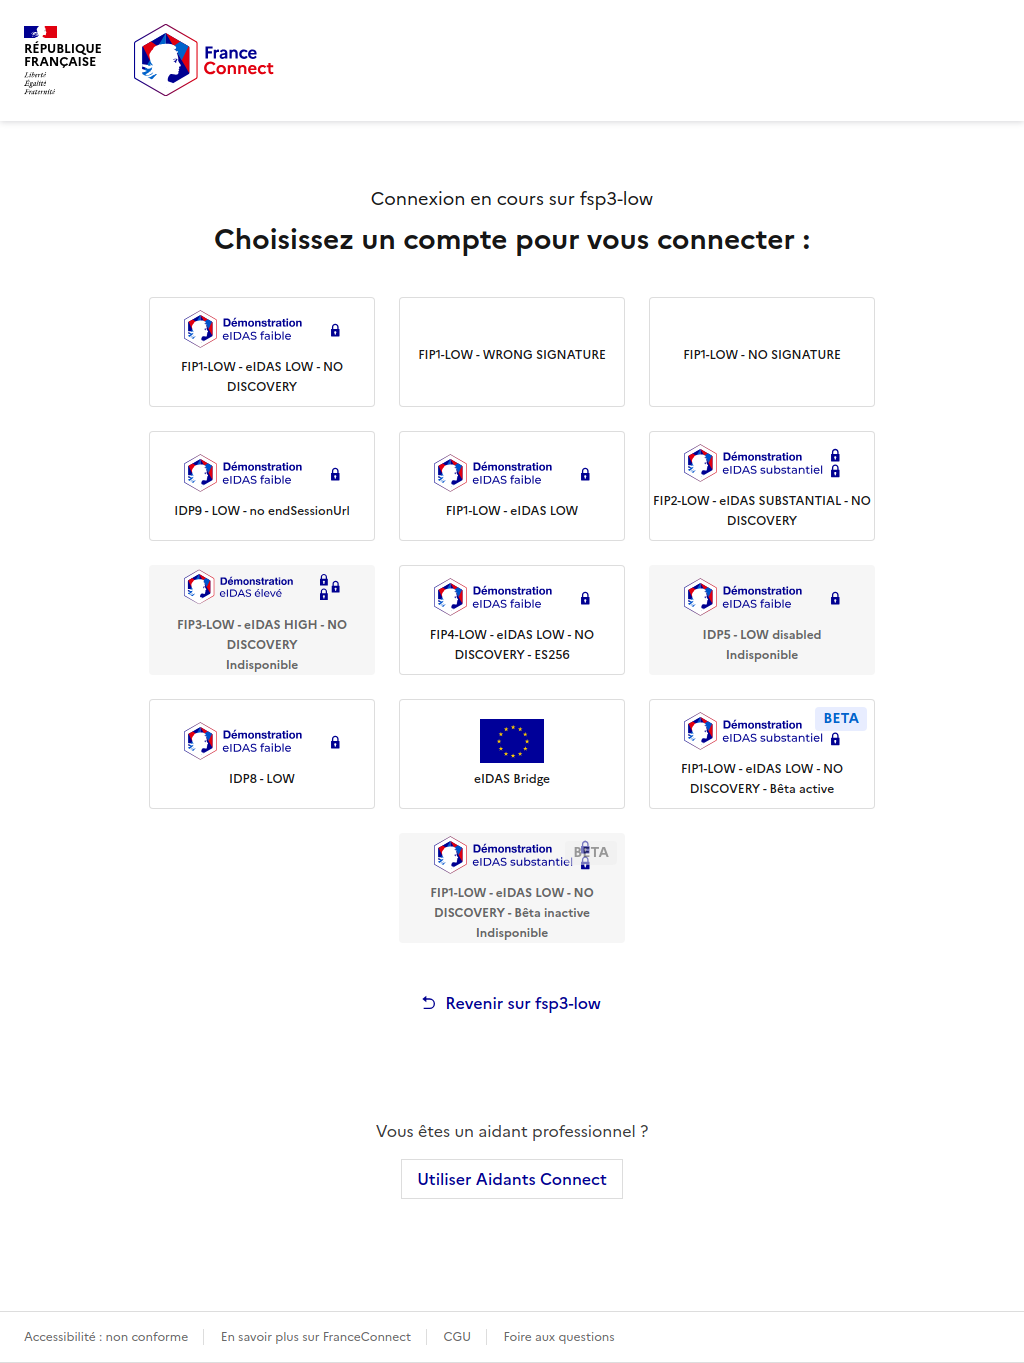 RÉPUBLIQUE
FRANÇAISE
Liberté
Égalité
Fraternité
France
Connect
Connexion en cours sur fsp3-low
Choisissez un compte pour vous connecter :
Démonstration
eIDAS faible
FIP1-LOW - eIDAS LOW - NO
DISCOVERY
FIP1-LOW - WRONG SIGNATURE
FIP1-LOW - NO SIGNATURE
Démonstration
eIDAS faible
IDP9 - LOW - no endSessionUrl
Démonstration
eIDAS faible
FIP1-LOW - eIDAS LOW
Démonstration
eIDAS substantiel
FIP2-LOW - eIDAS SUBSTANTIAL - NO
DISCOVERY
Démonstration
eIDAS élevé
FIP3-LOW - eIDAS HIGH - NO
DISCOVERY
Indisponible
Démonstration
eIDAS faible
FIP4-LOW - eIDAS LOW - NO
DISCOVERY - ES256
Démonstration
eIDAS faible
IDP5 - LOW disabled
Indisponible
Démonstration
eIDAS faible
IDP8 - LOW
eIDAS Bridge
BETA
Démonstration
eIDAS substantiel
FIP1-LOW - eIDAS LOW - NO
DISCOVERY - Bêta active
BETA
Démonstration
eIDAS substantiel
FIP1-LOW - eIDAS LOW - NO
DISCOVERY - Bêta inactive
Indisponible
Revenir sur fsp3-low
Vous êtes un aidant professionnel ?
Utiliser Aidants Connect
Accessibilité : non conforme
En savoir plus sur FranceConnect
CGU
Foire aux questions